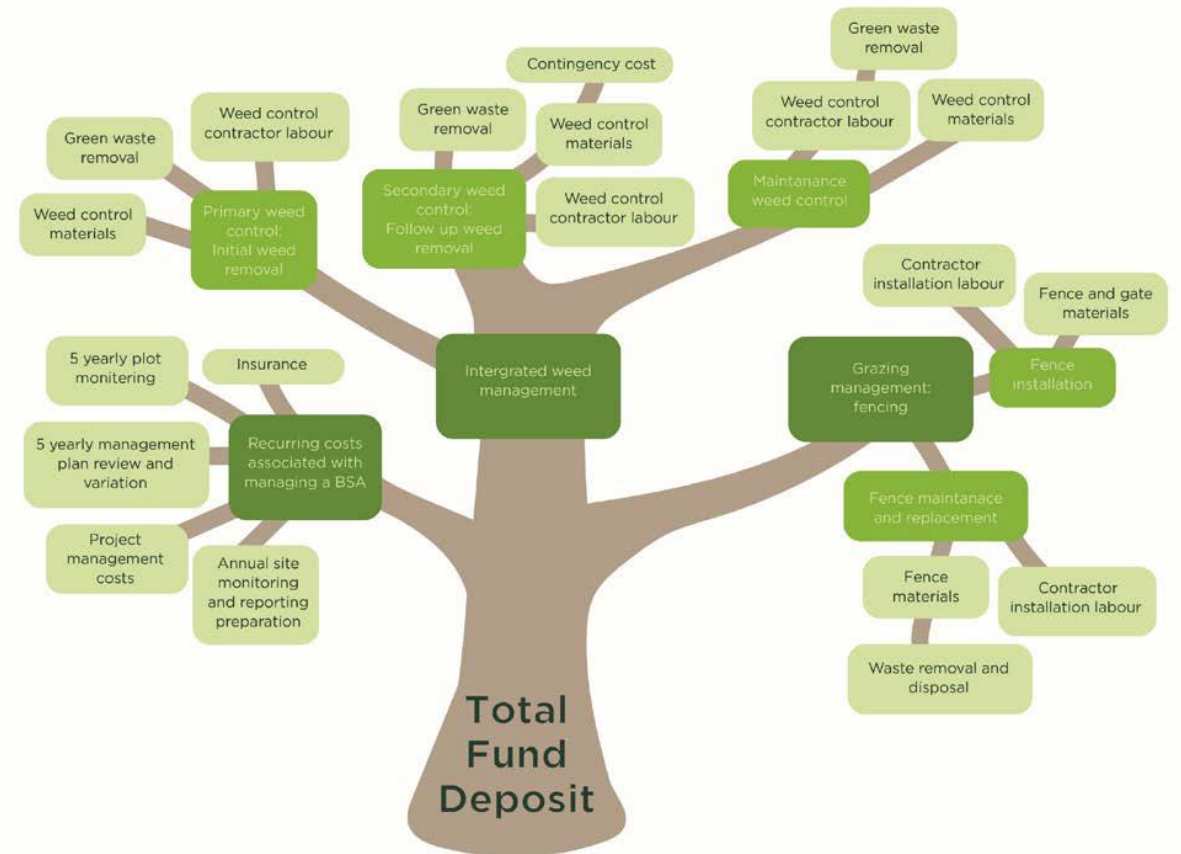 Green waste
removal
Contingency cost
Weed control
contractor labour
Green waste
removal
Weed control
contractor labour
Weed control
materials
Green waste
removal
Weed control
materials
Weed control
materials
Primary weed
control:
Initial weed
removal
Secondary weed
control:
Follow up weed
removal
Weed control
contractor labour
Maintanance
weed control
Contractor
installation labour
Fence and gate
materials
5 yearly plot
monitering
Insurance
Intergrated weed
management
Grazing
management:
fencing
Fence
installation
5 yearly management
plan review and
variation
Recurring costs
associated with
managing a BSA
Fence maintanace
and replacement
Project
management
costs
Annual site
monitoring
and reporting
preparation
Fence
materials
Contractor
installation labour
Waste removal and
disposal
Total
Fund
Deposit